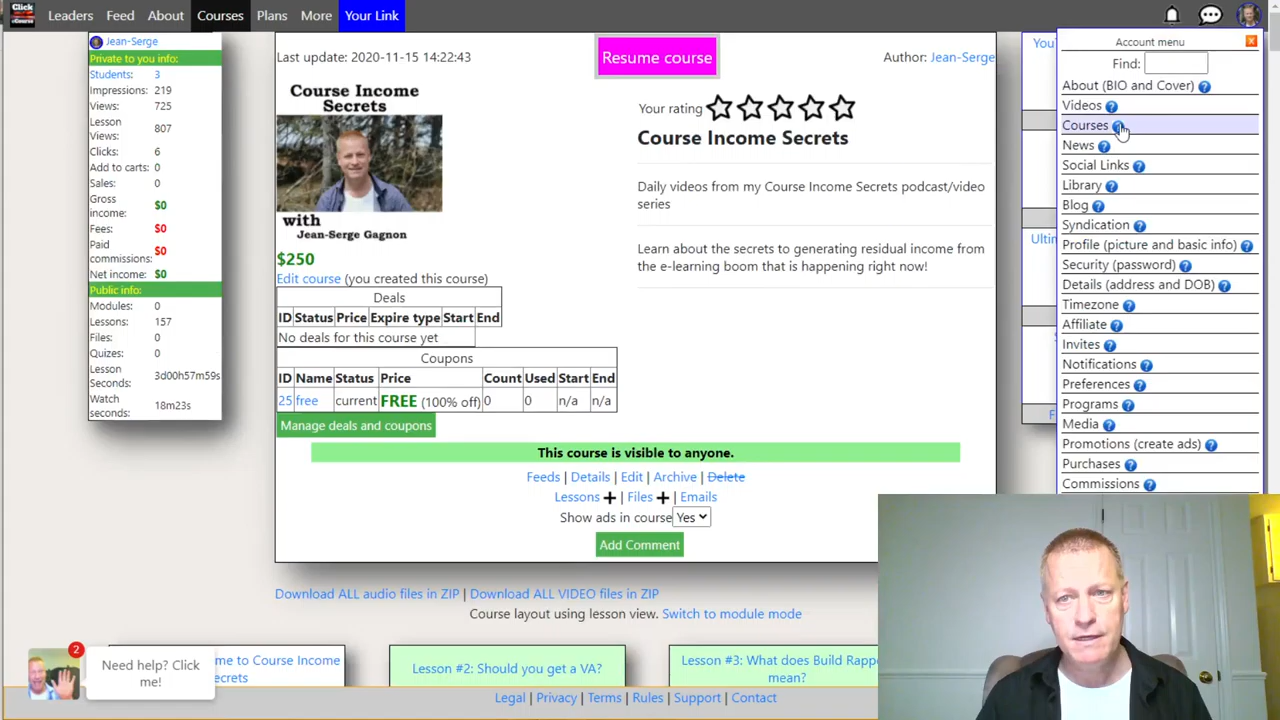 Click
eCourse
Leaders
Feed
About
Courses
Plans
More
Your Link
Jean-Serge
Private to you info:
Students: 3
Impressions: 219
Views: 725
Lesson Views: 807
Clicks: 6
Add to carts: 0
Sales: 0
Gross income: $0
Fees: $0
Paid commissions: $0
Net income: $0
Public info:
Modules: 0
Lessons: 157
Files: 0
Quizes: 0
Lesson Seconds: 3d00h57m59s
Watch seconds: 18m23s
Last update: 2020-11-15 14:22:43
Resume course
Author: Jean-Serge
Course Income
Secrets
with
Jean-Serge Gagnon
Your rating
Course Income Secrets
Daily videos from my Course Income Secrets podcast/video
series
Learn about the secrets to generating residual income from
the e-learning boom that is happening right now!
$250
Edit course (you created this course)
Deals
ID Status Price Expire type Start End
No deals for this course yet
Coupons
ID Name Status Price Count Used Start End
25 free current FREE (100% off) 0 0 n/a n/a
Manage deals and coupons
This course is visible to anyone.
Feeds | Details | Edit | Archive | Delete
Lessons | Files | Emails
Show ads in course Yes
Add Comment
Download ALL audio files in ZIP | Download ALL VIDEO files in ZIP
Course layout using lesson view. Switch to module mode
me to Course Income
ecrets
Lesson #2: Should you get a VA?
Lesson #3: What does Build Rapp
mean?
2
Need help? Click
me!
Legal | Privacy | Terms | Rules | Support | Contact
You
Ultim
Account menu
Find:
About (BIO and Cover)
Videos
Courses
News
Social Links
Library
Blog
Syndication
Profile (picture and basic info)
Security (password)
Details (address and DOB)
Timezone
Affiliate
Invites
Notifications
Preferences
Programs
Media
Promotions (create ads)
Purchases
Commissions